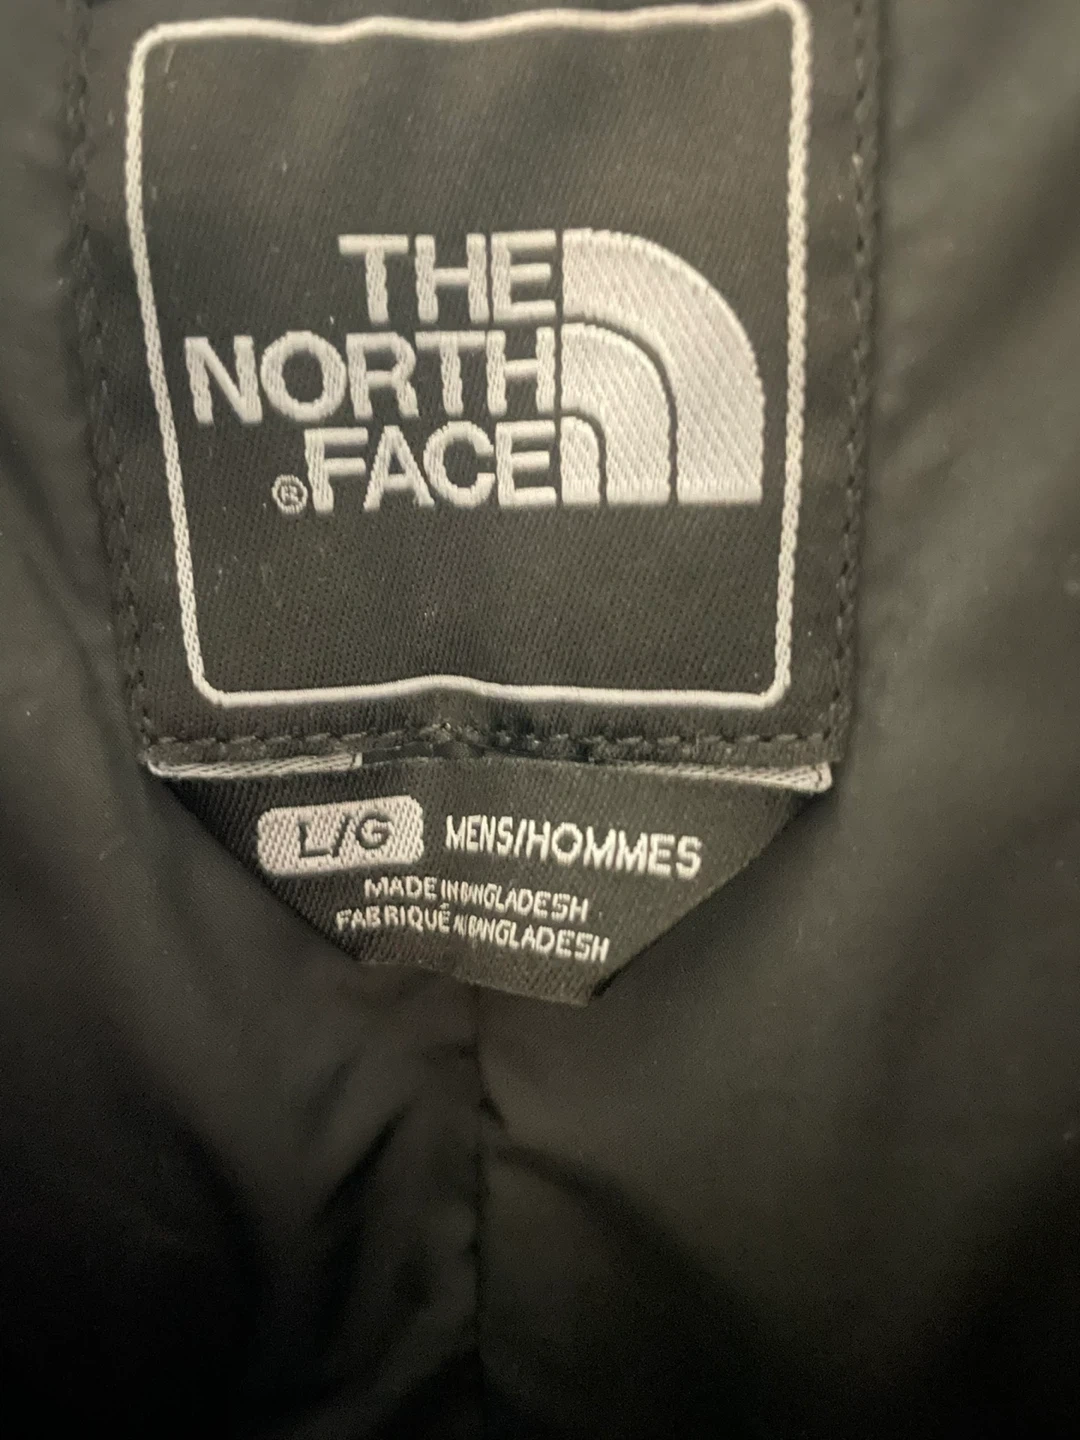 THE
NORTH
®FACE
L/G MENS/HOMMES
MADE IN BANGLADESH
FABRIQUÉ AU BANGLADESH